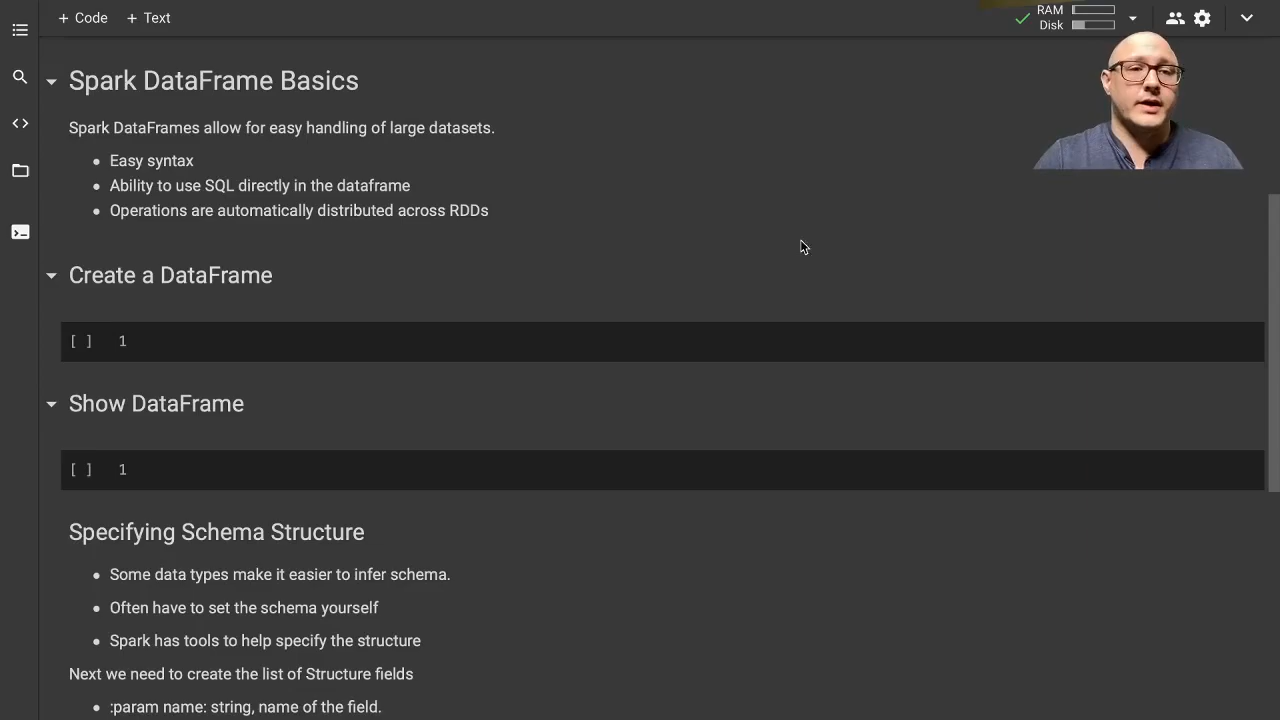 + Code + Text
RAM
Disk
Spark DataFrame Basics
Spark DataFrames allow for easy handling of large datasets.
• Easy syntax
• Ability to use SQL directly in the dataframe
• Operations are automatically distributed across RDDs
Create a DataFrame
[ ] 1
Show DataFrame
[ ] 1
Specifying Schema Structure
• Some data types make it easier to infer schema.
• Often have to set the schema yourself
• Spark has tools to help specify the structure
Next we need to create the list of Structure fields
• :param name: string, name of the field.